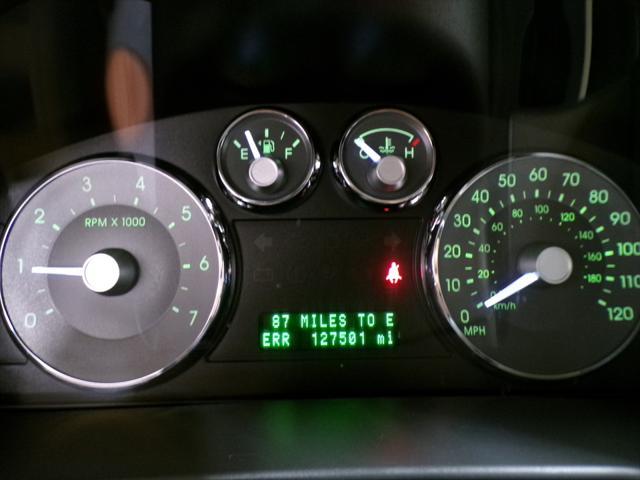 E F
C H
RPM X 1000
0 1 2 3 4 5 6 7
87 MILES TO E
ERR 127501 mi
0 10 20 30 40 50 60 70 80 90 100 110 120
MPH
20 40 60 80 100 120 140 160 180
km/h